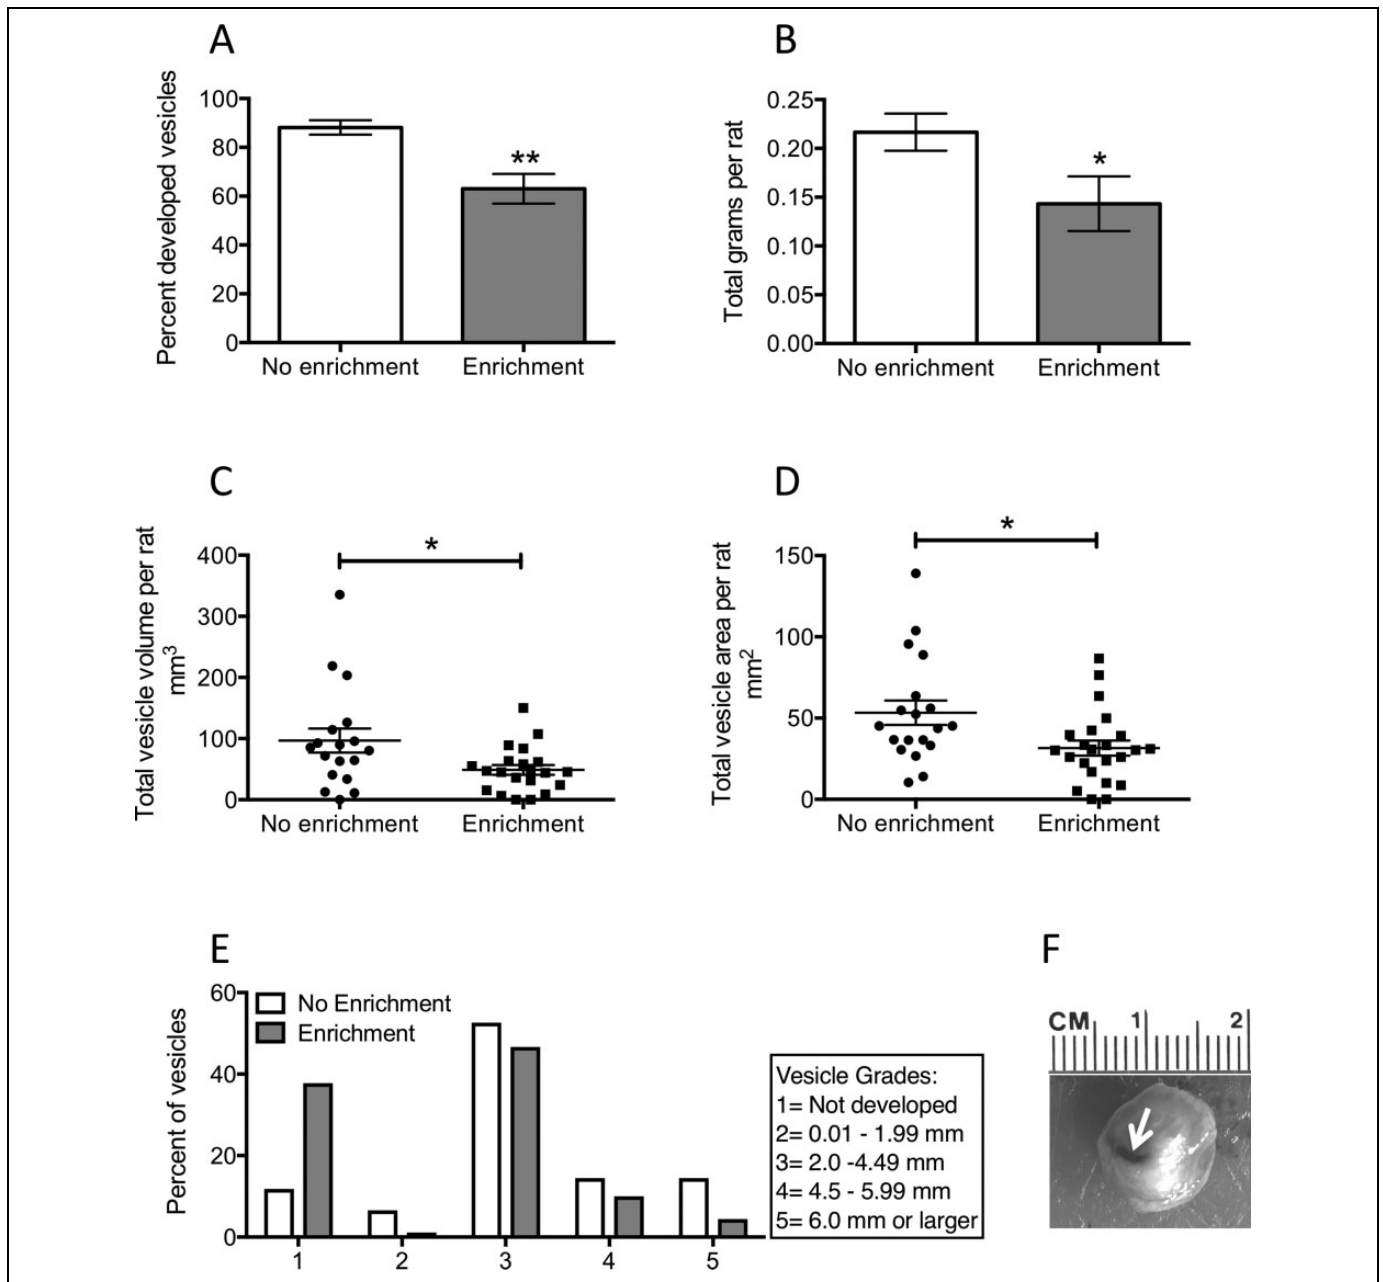 A
Percent developed vesicles
100
80
60
40
20
0
**
No enrichment
Enrichment
B
Total grams per rat
0.25
0.20
0.15
0.10
0.05
0.00
*
No enrichment
Enrichment
C
Total vesicle volume per rat
mm3
400
300
200
100
0
*
No enrichment
Enrichment
D
Total vesicle area per rat
mm2
150
100
50
0
*
No enrichment
Enrichment
E
Percent of vesicles
60
40
20
0
No Enrichment
Enrichment
1
2
3
4
5
Vesicle Grades:
1= Not developed
2= 0.01 - 1.99 mm
3= 2.0 -4.49 mm
4= 4.5 - 5.99 mm
5= 6.0 mm or larger
F
CM 1 2